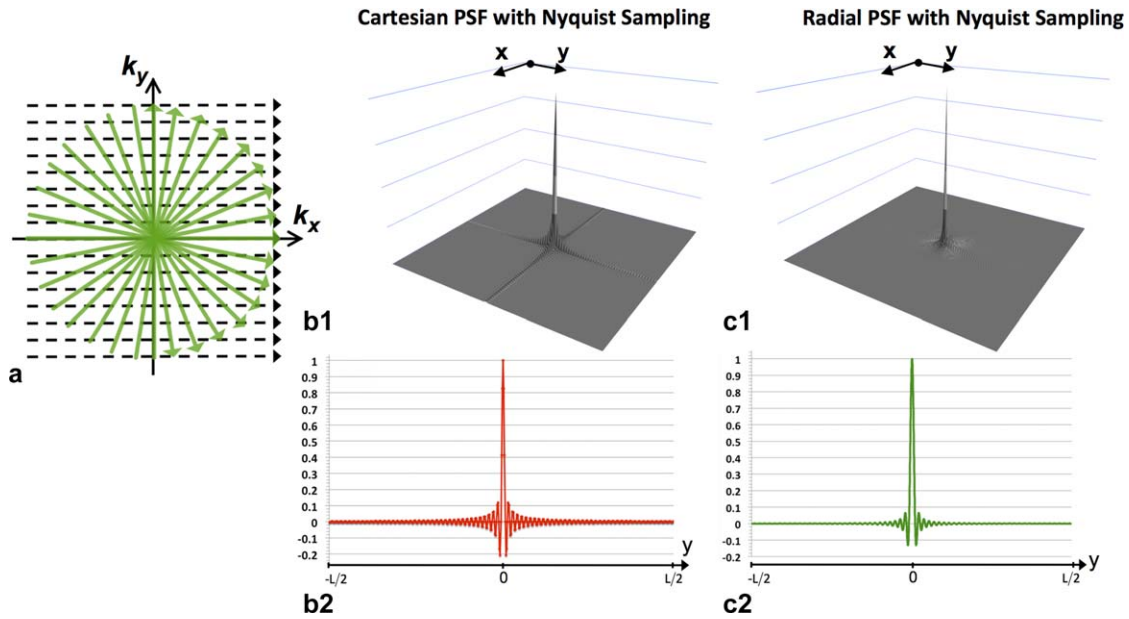 Cartesian PSF with Nyquist Sampling
Radial PSF with Nyquist Sampling
x y
x y
k_y
k_x
a
b1
c1
1
0.9
0.8
0.7
0.6
0.5
0.4
0.3
0.2
0.1
0
-0.1
-0.2
-L/2 0 L/2
y
b2
1
0.9
0.8
0.7
0.6
0.5
0.4
0.3
0.2
0.1
0
-0.1
-0.2
-L/2 0 L/2
y
c2